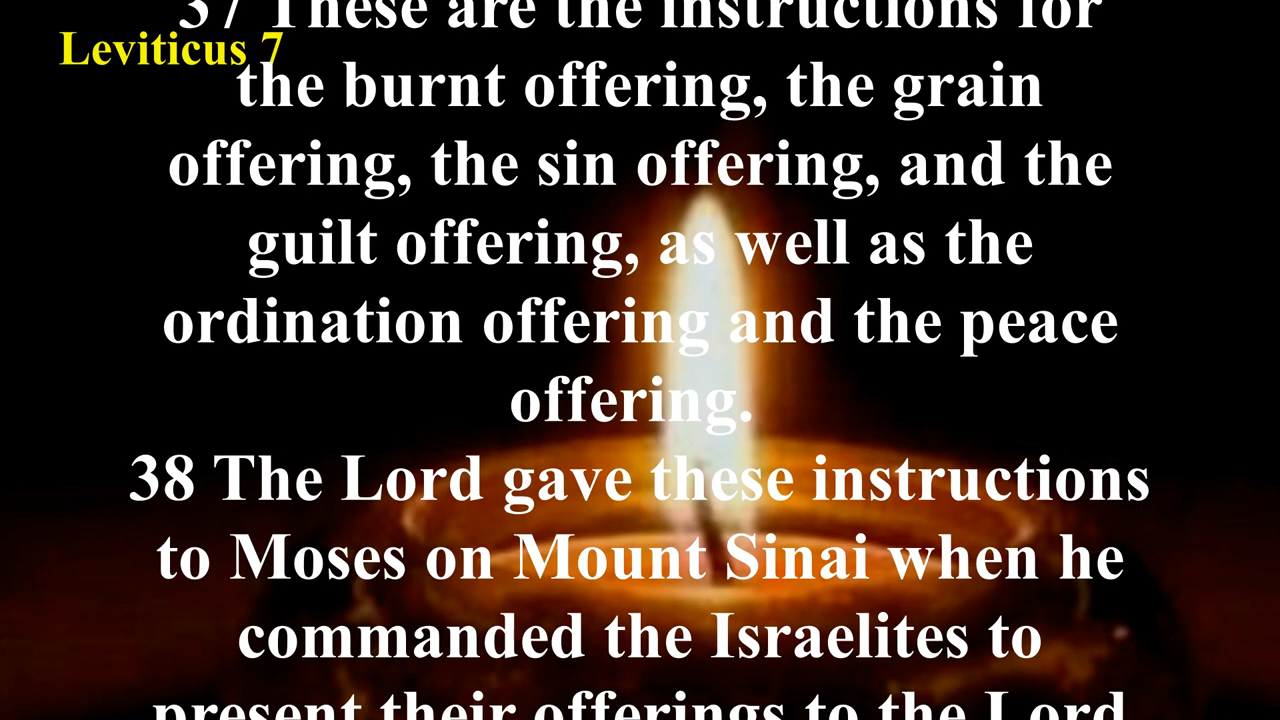 37 These are the instructions for
Leviticus 7
the burnt offering, the grain
offering, the sin offering, and the
guilt offering, as well as the
ordination offering and the peace
offering.
38 The Lord gave these instructions
to Moses on Mount Sinai when he
commanded the Israelites to
present their offerings to the Lord